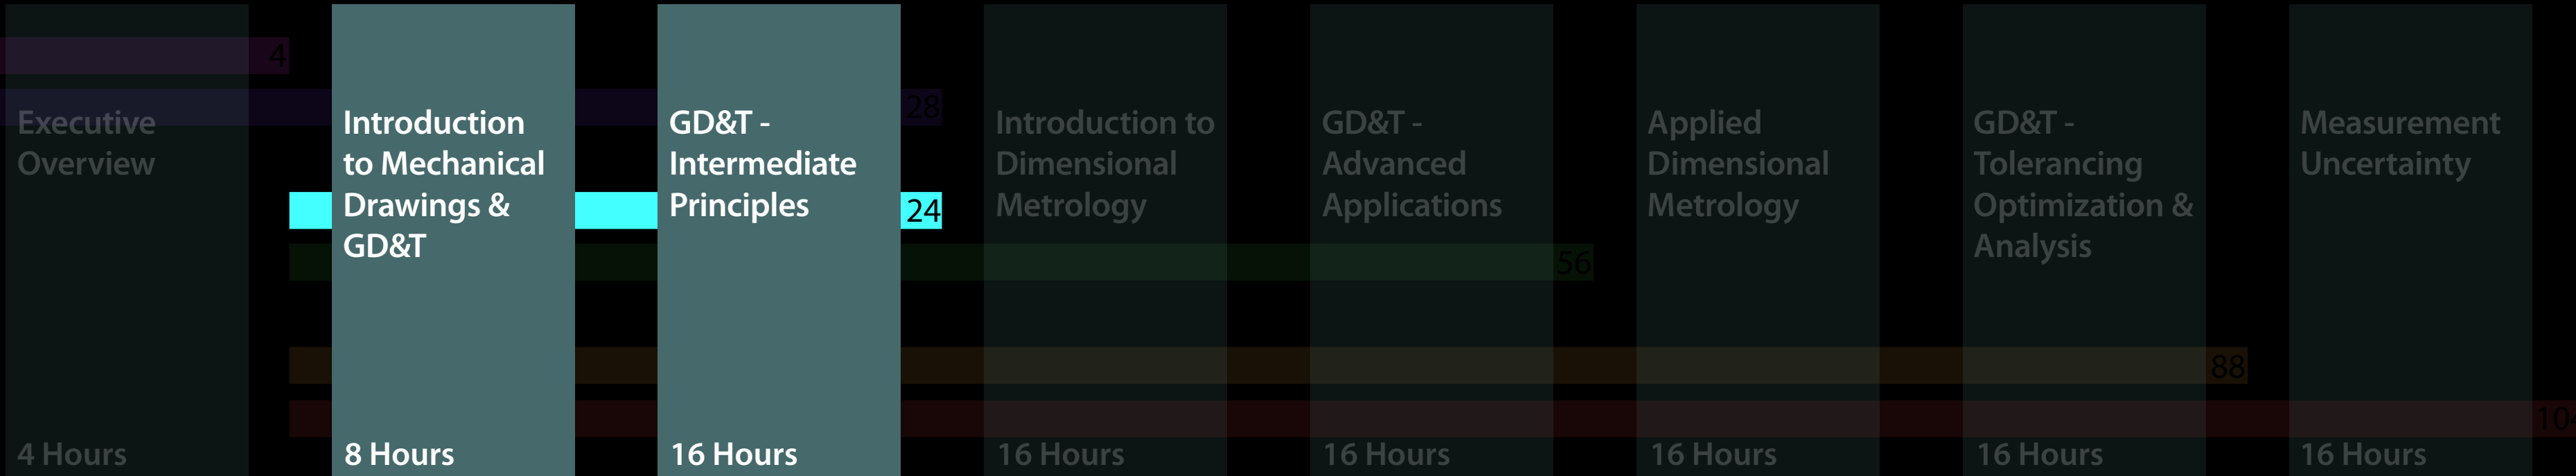 4
Executive
Overview
4 Hours
Introduction
to Mechanical
Drawings &
GD&T
8 Hours
GD&T -
Intermediate
Principles
16 Hours
28
24
Introduction to
Dimensional
Metrology
16 Hours
GD&T -
Advanced
Applications
16 Hours
56
Applied
Dimensional
Metrology
16 Hours
GD&T -
Tolerancing
Optimization &
Analysis
16 Hours
88
Measurement
Uncertainty
16 Hours
104